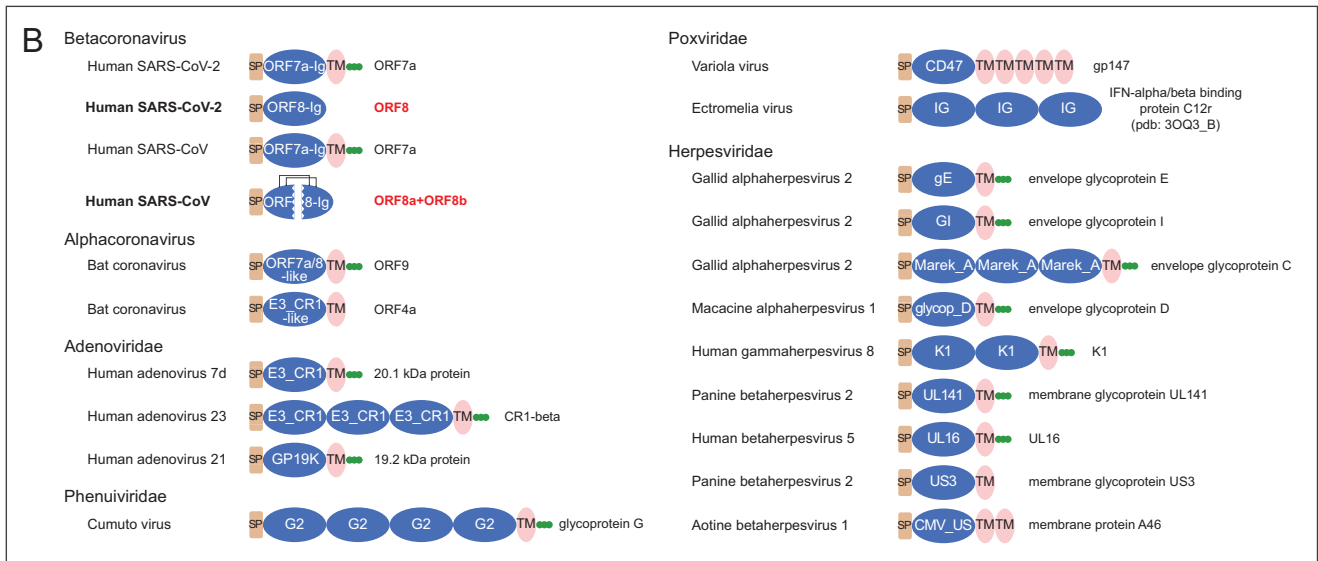 B
Betacoronavirus
Human SARS-CoV-2 SP ORF7a-Ig TM ORF7a
Human SARS-CoV-2 SP ORF8-Ig ORF8
Human SARS-CoV SP ORF7a-Ig TM ORF7a
Human SARS-CoV SP ORF 8-Ig ORF8a+ORF8b
Alphacoronavirus
Bat coronavirus SP ORF7a/8 -like TM ORF9
Bat coronavirus SP E3_CR1 -like TM ORF4a
Adenoviridae
Human adenovirus 7d SP E3_CR1 TM 20.1 kDa protein
Human adenovirus 23 SP E3_CR1 E3_CR1 E3_CR1 TM CR1-beta
Human adenovirus 21 SP GP19K TM 19.2 kDa protein
Phenuiviridae
Cumuto virus SP G2 G2 G2 G2 TM glycoprotein G
Poxviridae
Variola virus SP CD47 TM TM TM TM TM gp147
Ectromelia virus SP IG IG IG IFN-alpha/beta binding
protein C12r
(pdb: 3OQ3_B)
Herpesviridae
Gallid alphaherpesvirus 2 SP gE TM envelope glycoprotein E
Gallid alphaherpesvirus 2 SP GI TM envelope glycoprotein I
Gallid alphaherpesvirus 2 SP Marek_A Marek_A Marek_A TM envelope glycoprotein C
Macacine alphaherpesvirus 1 SP glycop_D TM envelope glycoprotein D
Human gammaherpesvirus 8 SP K1 K1 TM K1
Panine betaherpesvirus 2 SP UL141 TM membrane glycoprotein UL141
Human betaherpesvirus 5 SP UL16 TM UL16
Panine betaherpesvirus 2 SP US3 TM membrane glycoprotein US3
Aotine betaherpesvirus 1 SP CMV_US TM TM membrane protein A46